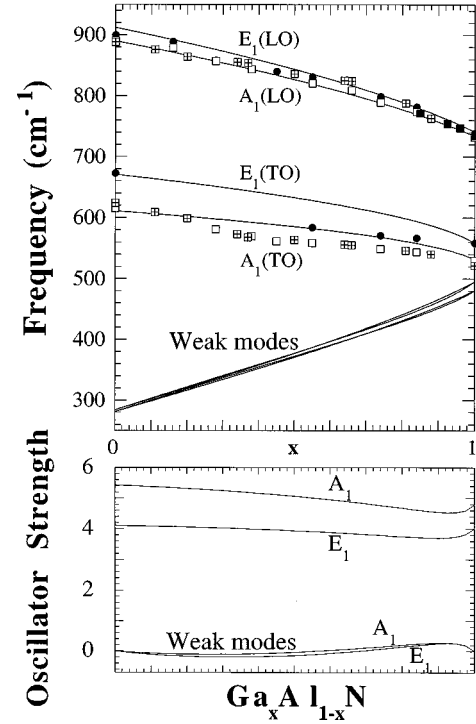 Frequency (cm⁻¹)
900
800
700
600
500
400
300
E₁(LO)
A₁(LO)
E₁(TO)
A₁(TO)
Weak modes
0 x 1
Oscillator Strength
6
4
2
0
A₁
E₁
Weak modes
A₁
E₁
GaₓAl₁₋ₓN